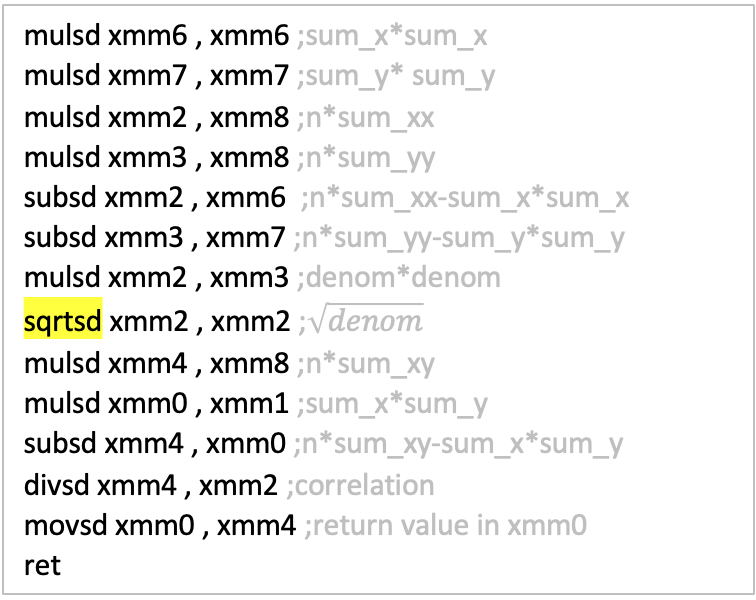 mulsd xmm6 , xmm6 ;sum_x*sum_x
mulsd xmm7 , xmm7 ;sum_y* sum_y
mulsd xmm2 , xmm8 ;n*sum_xx
mulsd xmm3 , xmm8 ;n*sum_yy
subsd xmm2 , xmm6  ;n*sum_xx-sum_x*sum_x
subsd xmm3 , xmm7 ;n*sum_yy-sum_y*sum_y
mulsd xmm2 , xmm3 ;denom*denom
sqrtsd xmm2 , xmm2 ;√denom
mulsd xmm4 , xmm8 ;n*sum_xy
mulsd xmm0 , xmm1 ;sum_x*sum_y
subsd xmm4 , xmm0 ;n*sum_xy-sum_x*sum_y
divsd xmm4 , xmm2 ;correlation
movsd xmm0 , xmm4 ;return value in xmm0
ret